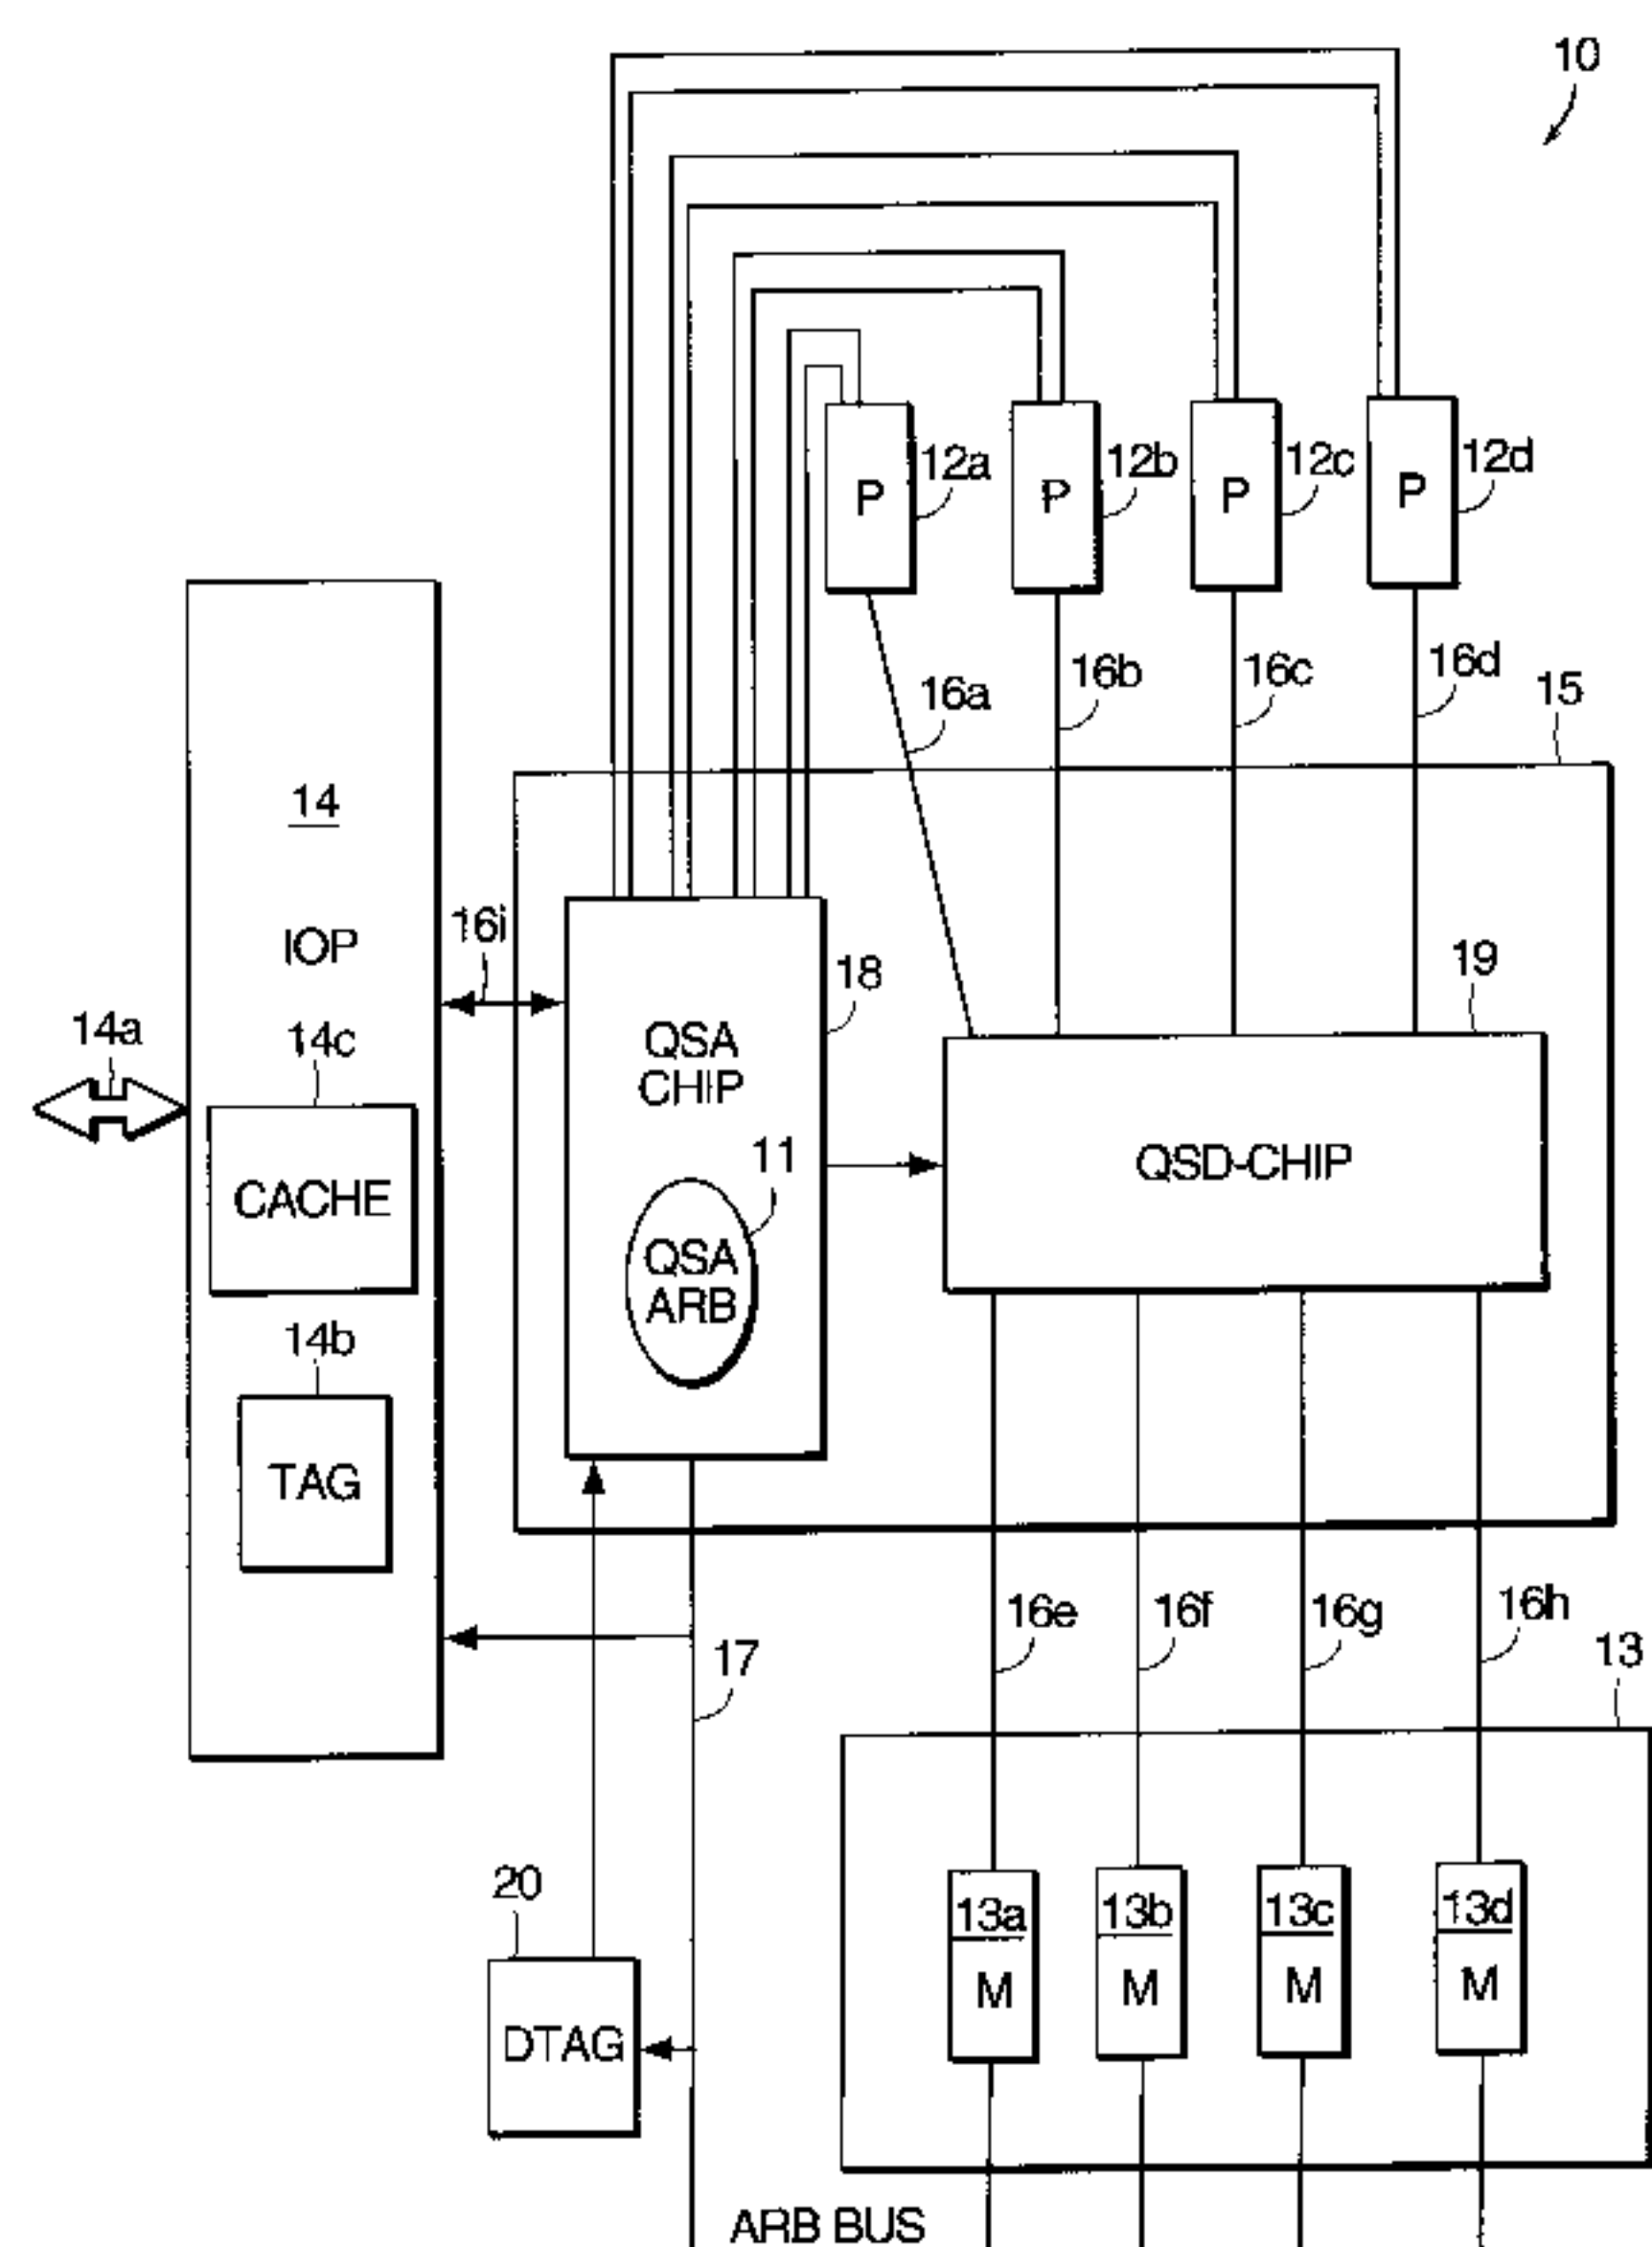 10
12a
12b
12c
12d
P
P
P
P
16a
16b
16c
16d
15
14
IOP
16i
18
19
14a
14c
QSA
CHIP
CACHE
11
QSD-CHIP
QSA
ARB
14b
TAG
16e
16f
16g
16h
17
13
20
13a
13b
13c
13d
M
M
M
M
DTAG
ARB BUS